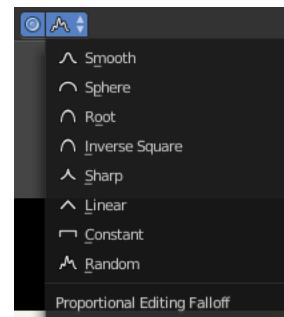 Smooth
Sphere
Root
Inverse Square
Sharp
Linear
Constant
Random
Proportional Editing Falloff